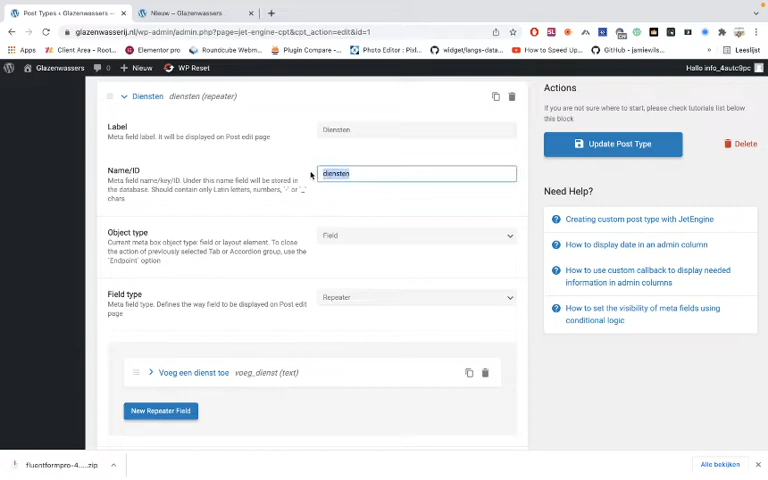 Post Types ‹ Glazenwassers
Nieuw – Glazenwassers
glazenwasserij.nl/wp-admin/admin.php?page=jet-engine-cpt&cpt_action=edit&id=1
Apps
Client Area - Root...
Elementor pro
Roundcube Webm...
Plugin Compare -...
Photo Editor : Pixl...
widget/langs-data...
How to Speed Up...
GitHub - jamiewils...
Leeslijst
Glazenwassers
0
Nieuw
WP Reset
Hallo info_4autc9pc
Diensten diensten (repeater)
Label
Meta field label. It will be displayed on Post edit page
Diensten
Name/ID
Meta field name/key/ID. Under this name field will be stored in
the database. Should contain only Latin letters, numbers, `-` or `_`
chars
diensten
Object type
Current meta box object type: field or layout element. To close
the action of previously selected Tab or Accordion group, use the
`Endpoint` option
Field
Field type
Meta field type. Defines the way field to be displayed on Post edit
page
Repeater
Voeg een dienst toe voeg_dienst (text)
New Repeater Field
Actions
If you are not sure where to start, please check tutorials list below
this block
Update Post Type
Delete
Need Help?
Creating custom post type with JetEngine
How to display date in an admin column
How to use custom callback to display needed
information in admin columns
How to set the visibility of meta fields using
conditional logic
fluentformpro-4.....zip
Alle bekijken